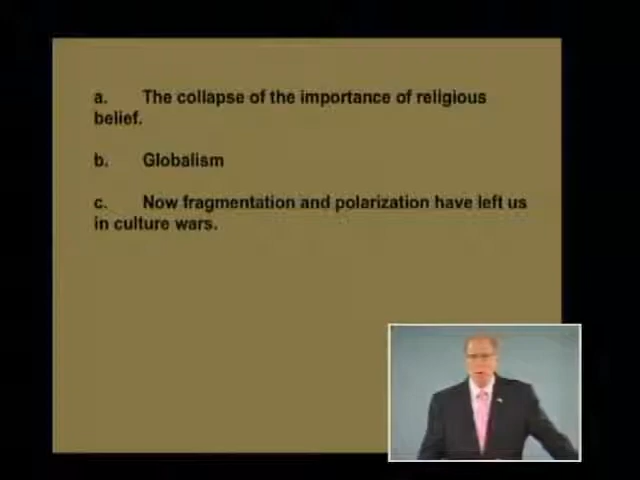 a. The collapse of the importance of religious
belief.
b. Globalism
c. Now fragmentation and polarization have left us
in culture wars.